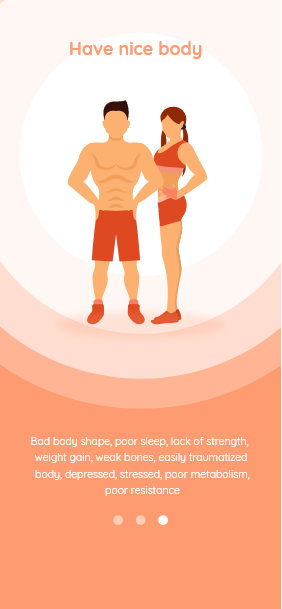 Have nice body
Bad body shape, poor sleep, lack of strength,
weight gain, weak bones, easily traumatized
body, depressed, stressed, poor metabolism,
poor resistance